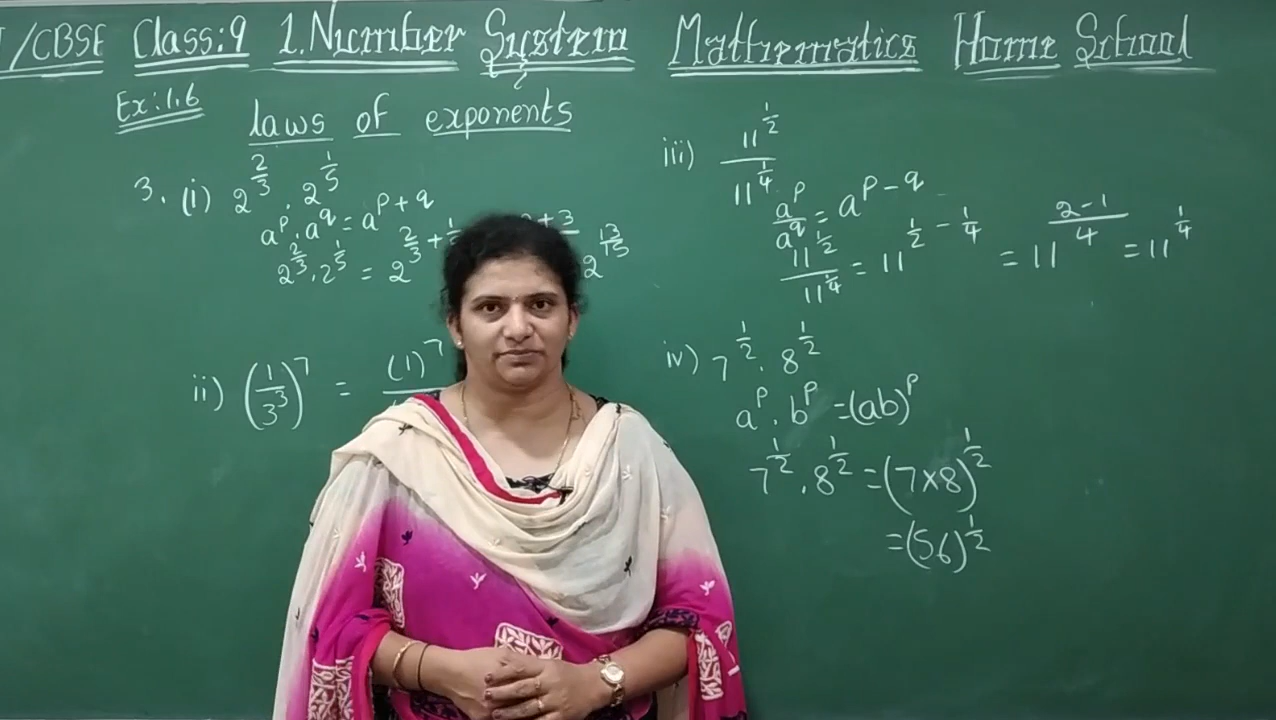 /CBSE Class:9 1.Number System Mathematics Home School
Ex:1.6
laws of exponents
3. (i) 2^(2/3) . 2^(1/5)
a^p . a^q = a^(p+q)
2^(2/3) . 2^(1/5) = 2^(2/3 + 1/ + 3 2^(13/15)
ii) (1/3^3)^7 = (1)^7
iii) 11^(1/2) / 11^(1/4)
a^p / a^q = a^(p-q)
11^(1/2) / 11^(1/4) = 11^(1/2 - 1/4) = 11^((2-1)/4) = 11^(1/4)
iv) 7^(1/2) . 8^(1/2)
a^p . b^p = (ab)^p
7^(1/2) . 8^(1/2) = (7×8)^(1/2)
= (56)^(1/2)